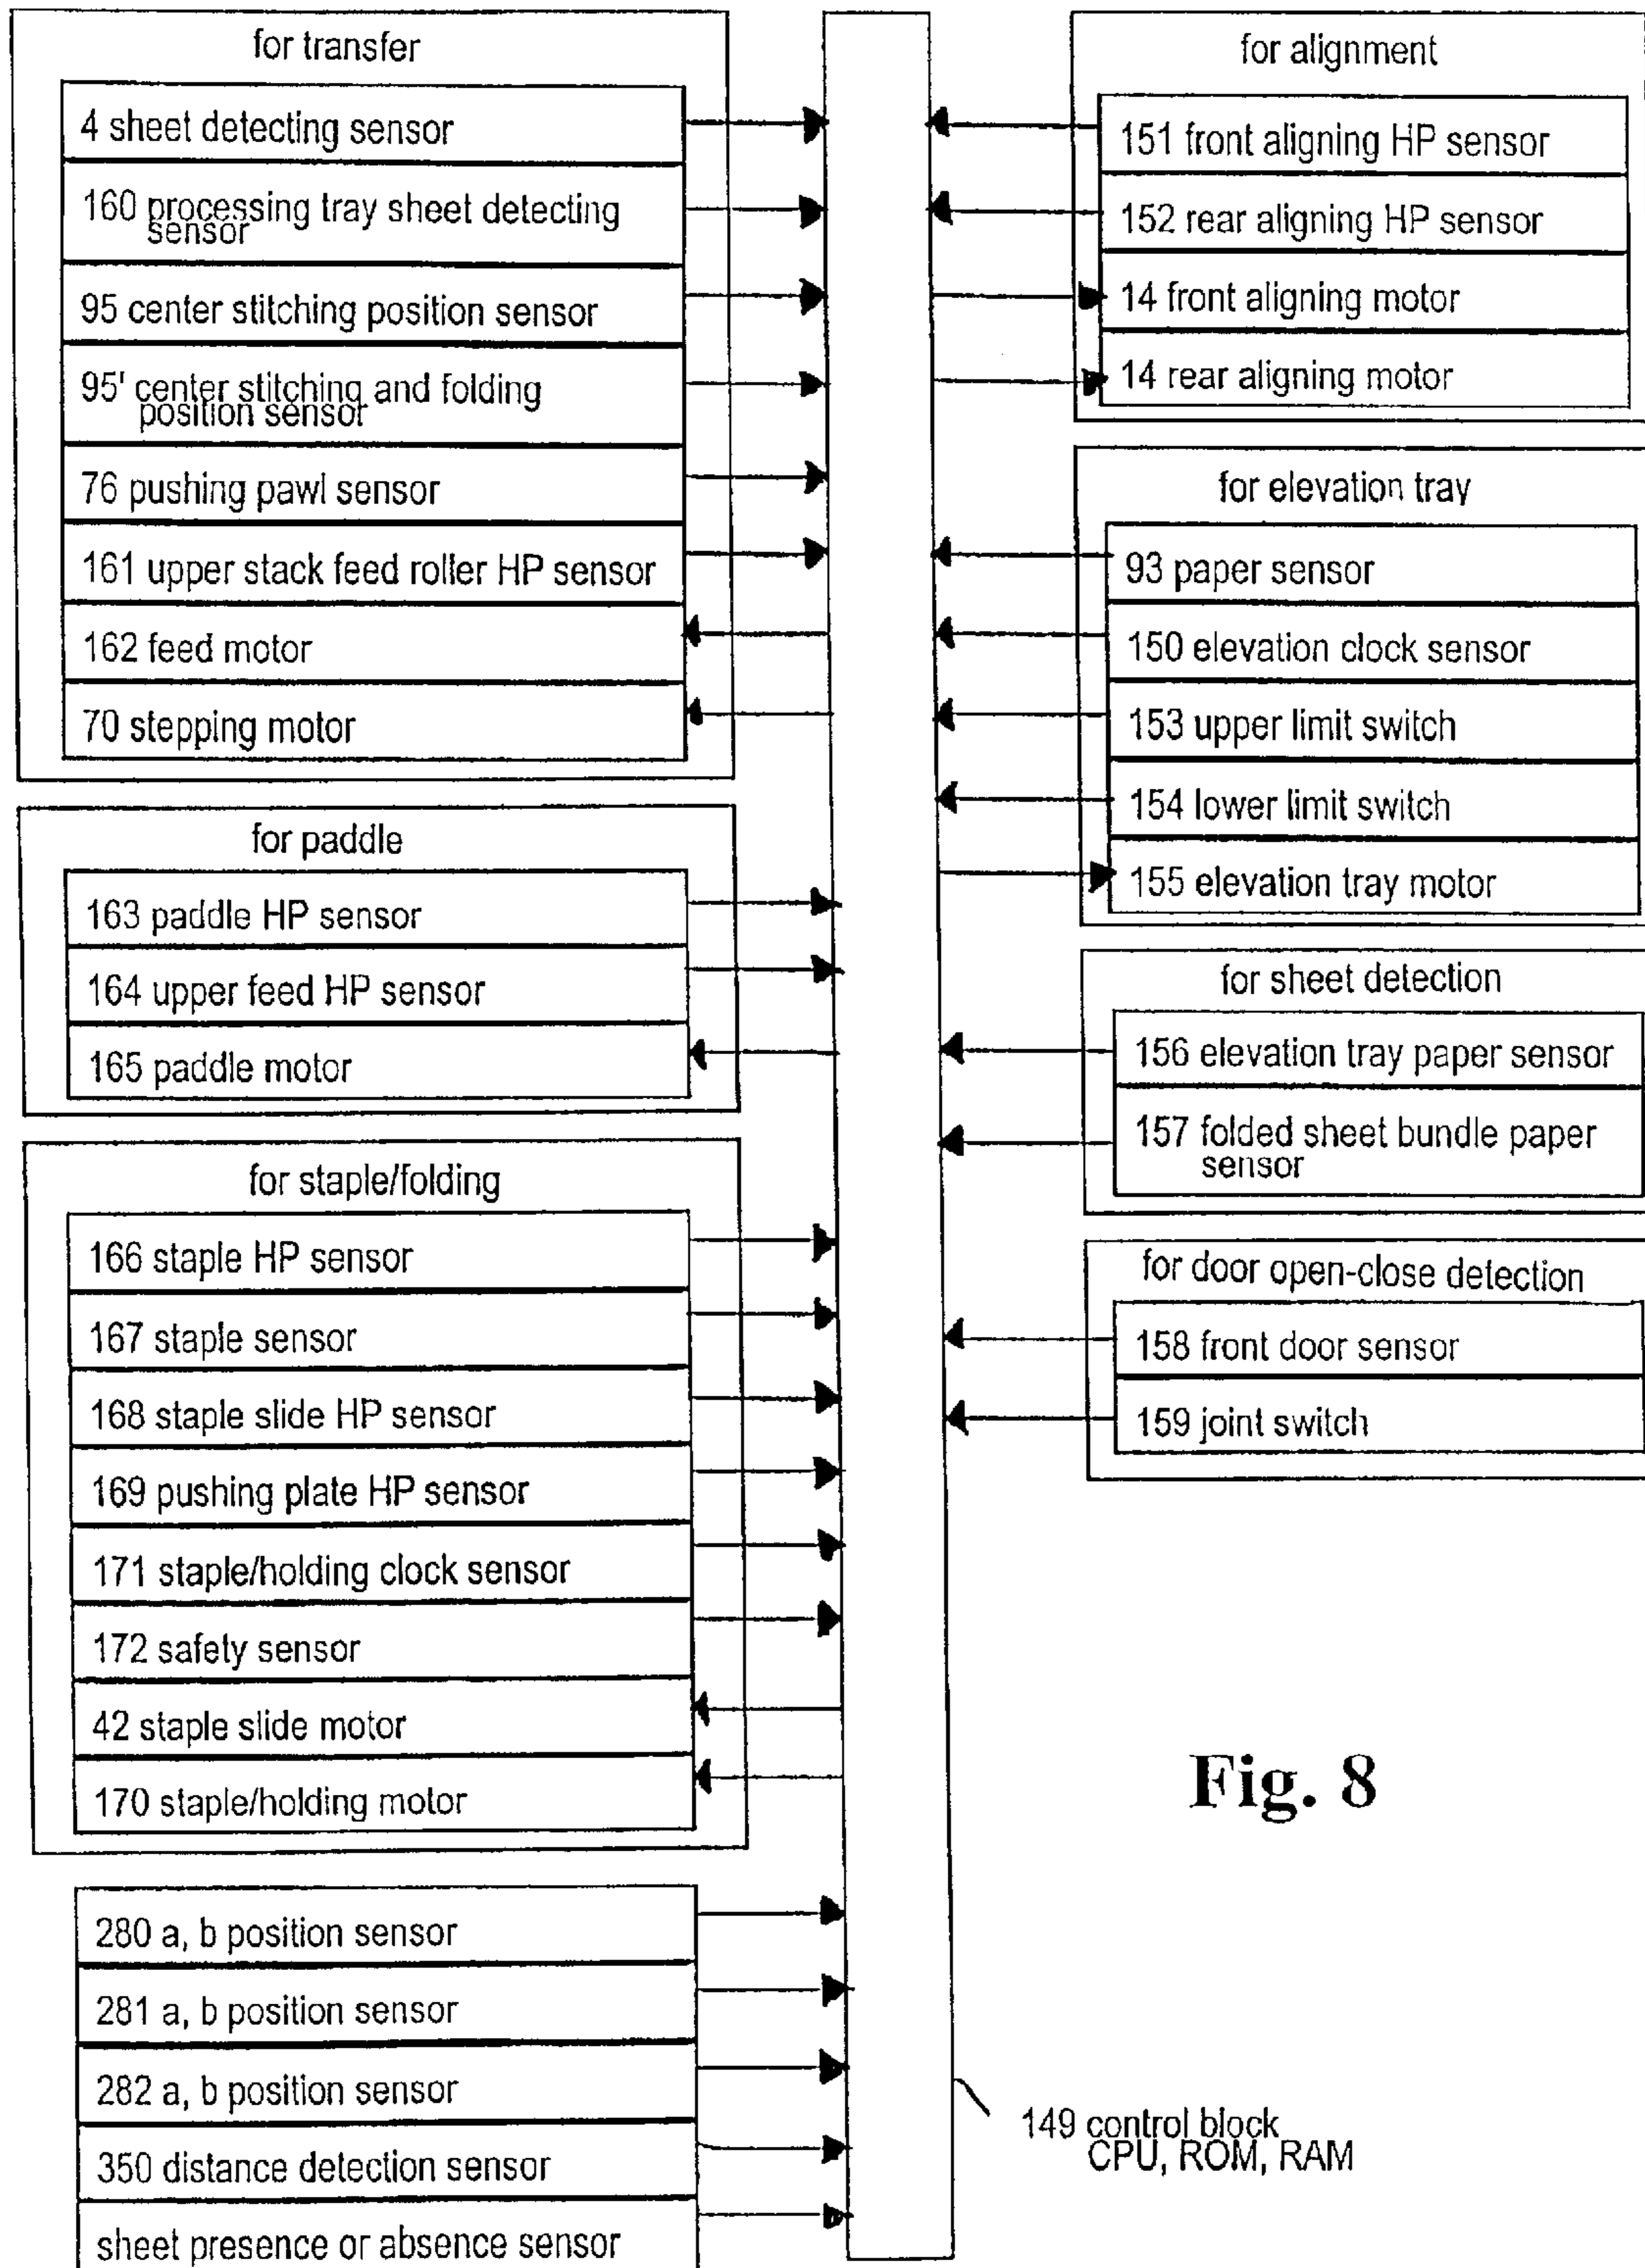 for transfer
4 sheet detecting sensor
160 processing tray sheet detecting
sensor
95 center stitching position sensor
95' center stitching and folding
position sensor
76 pushing pawl sensor
161 upper stack feed roller HP sensor
162 feed motor
70 stepping motor
for paddle
163 paddle HP sensor
164 upper feed HP sensor
165 paddle motor
for staple/folding
166 staple HP sensor
167 staple sensor
168 staple slide HP sensor
169 pushing plate HP sensor
171 staple/holding clock sensor
172 safety sensor
42 staple slide motor
170 staple/holding motor
280 a, b position sensor
281 a, b position sensor
282 a, b position sensor
350 distance detection sensor
sheet presence or absence sensor
for alignment
151 front aligning HP sensor
152 rear aligning HP sensor
14 front aligning motor
14 rear aligning motor
for elevation tray
93 paper sensor
150 elevation clock sensor
153 upper limit switch
154 lower limit switch
155 elevation tray motor
for sheet detection
156 elevation tray paper sensor
157 folded sheet bundle paper
sensor
for door open-close detection
158 front door sensor
159 joint switch
Fig. 8
149 control block
CPU, ROM, RAM